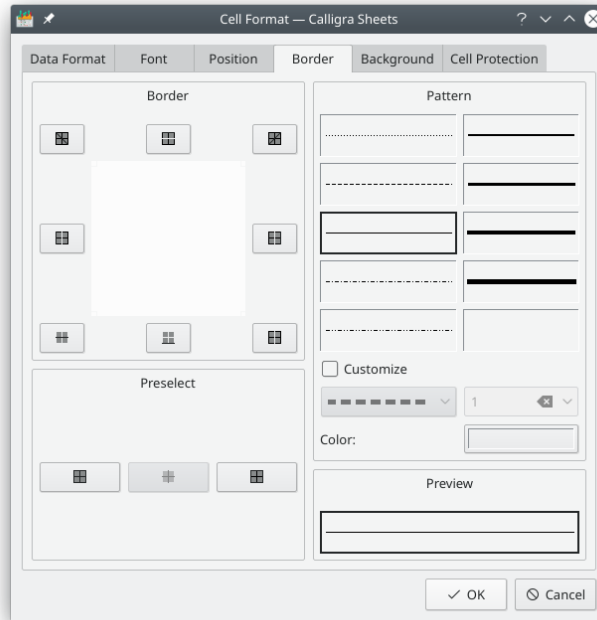 Cell Format — Calligra Sheets
Data Format Font Position Border Background Cell Protection
Border
Pattern
Customize
1
Color:
Preselect
Preview
OK Cancel